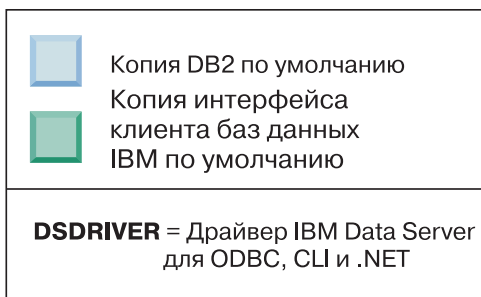 Копия DB2 по умолчанию
Копия интерфейса
клиента баз данных
IBM по умолчанию
DSDRIVER = Драйвер IBM Data Server
для ODBC, CLI и .NET